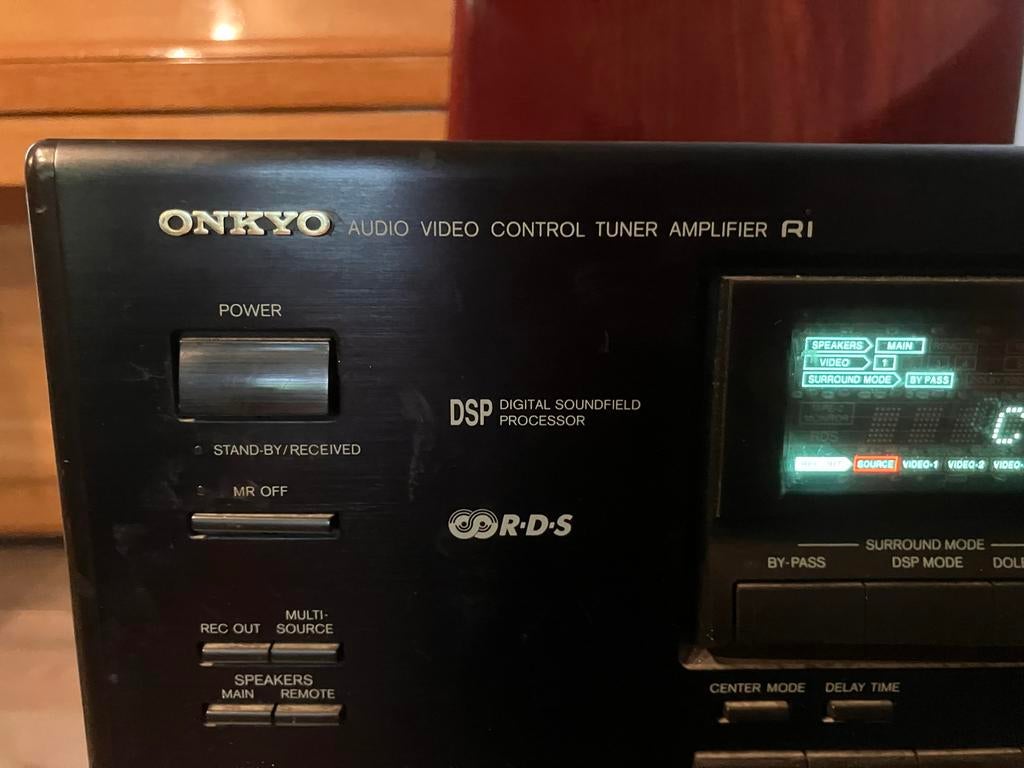 ONKYO AUDIO VIDEO CONTROL TUNER AMPLIFIER RI
POWER
SPEAKERS MAIN
VIDEO 1
SURROUND MODE BY PASS
DSP DIGITAL SOUNDFIELD
PROCESSOR
STAND-BY/RECEIVED
SOURCE VIDEO-1 VIDEO-2
MR OFF
R·D·S
SURROUND MODE
BY-PASS DSP MODE
MULTI-
REC OUT SOURCE
SPEAKERS
MAIN REMOTE
CENTER MODE DELAY TIME